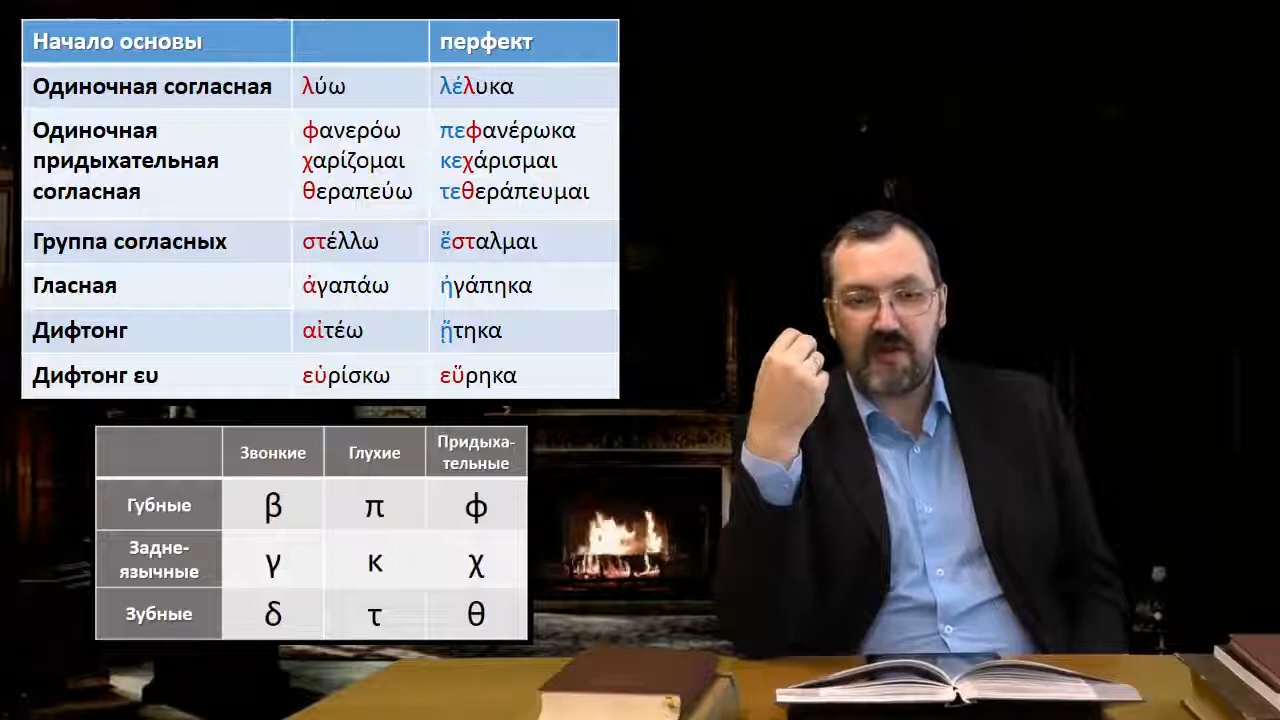 Начало основы перфект
Одиночная согласная λύω λέλυκα
Одиночная φανερόω πεφανέρωκα
придыхательная χαρίζομαι κεχάρισμαι
согласная θεραπεύω τεθεράπευμαι
Группа согласных στέλλω ἔσταλμαι
Гласная ἀγαπάω ἠγάπηκα
Дифтонг αἰτέω ᾔτηκα
Дифтонг ευ εὑρίσκω εὕρηκα
Звонкие Глухие Придыха-
тельные
Губные β π φ
Задне-
язычные γ κ χ
Зубные δ τ θ